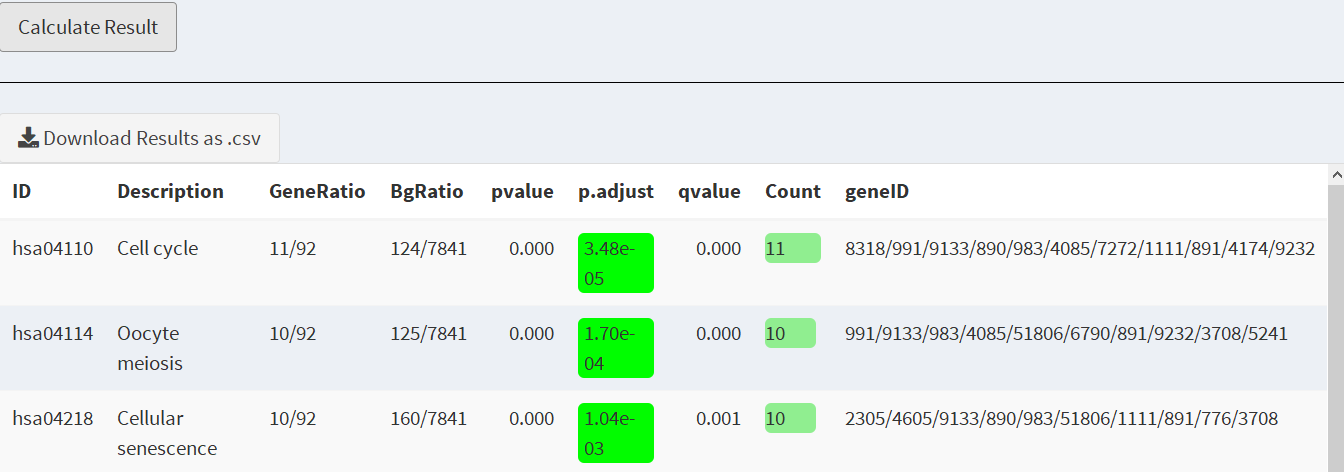 Calculate Result
Download Results as .csv
ID Description GeneRatio BgRatio pvalue p.adjust qvalue Count geneID
hsa04110 Cell cycle 11/92 124/7841 0.000 3.48e- 0.000 11 8318/991/9133/890/983/4085/7272/1111/891/4174/9232
05
hsa04114 Oocyte 10/92 125/7841 0.000 1.70e- 0.000 10 991/9133/983/4085/51806/6790/891/9232/3708/5241
meiosis 04
hsa04218 Cellular 10/92 160/7841 0.000 1.04e- 0.001 10 2305/4605/9133/890/983/51806/1111/891/776/3708
senescence 03